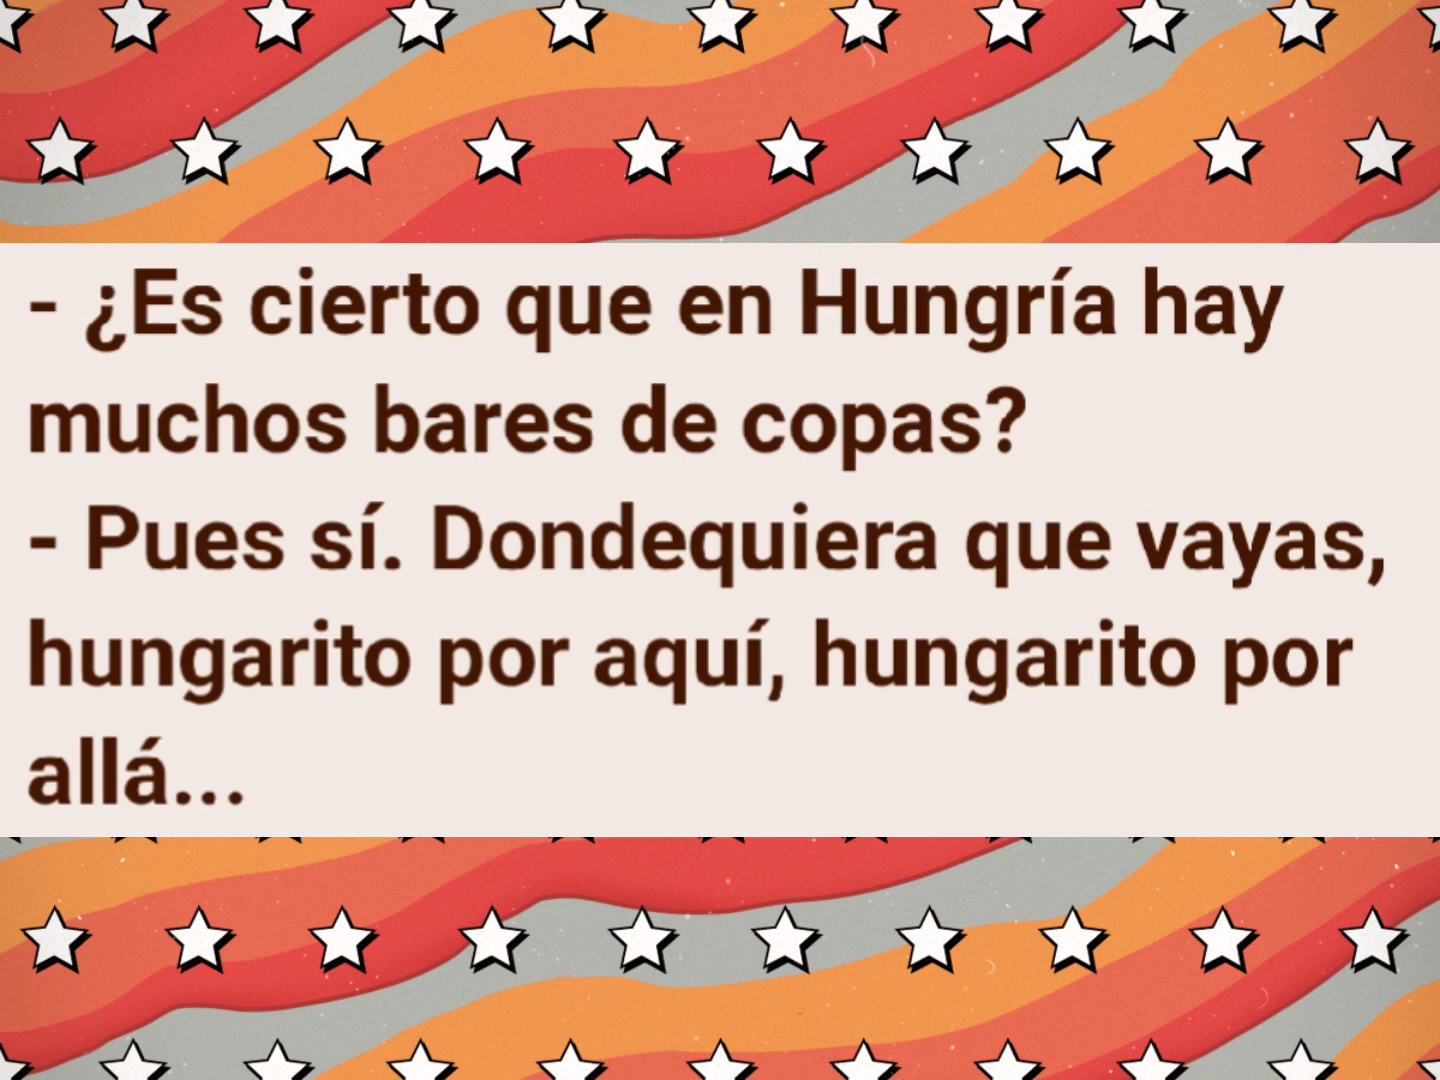 - ¿Es cierto que en Hungría hay
muchos bares de copas?
- Pues sí. Dondequiera que vayas,
hungarito por aquí, hungarito por
allá...